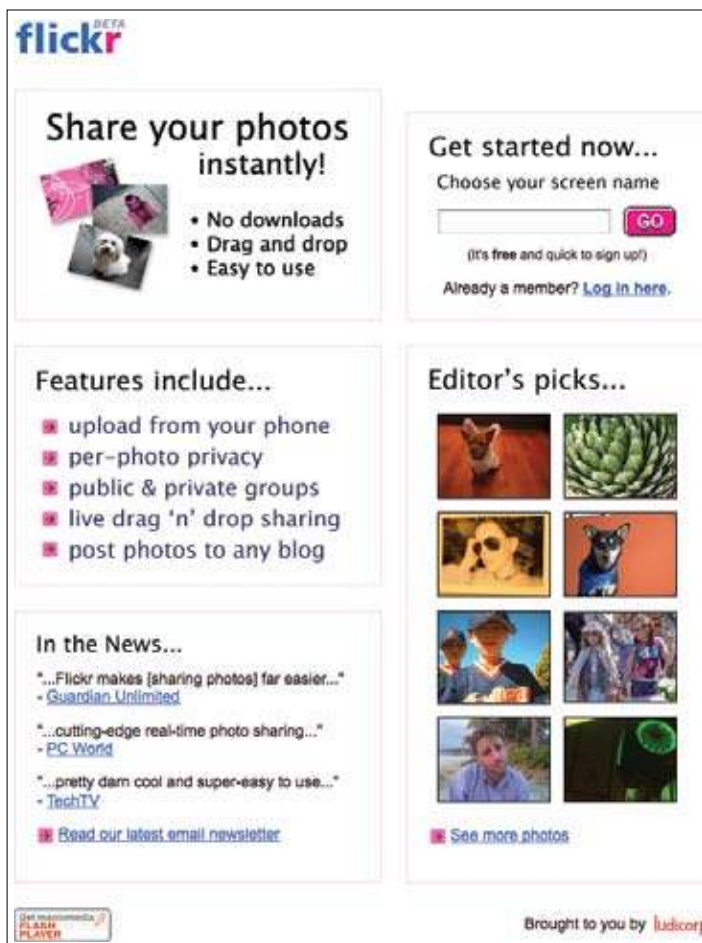 flickr BETA
Share your photos
instantly!
• No downloads
• Drag and drop
• Easy to use
Get started now...
Choose your screen name
GO
(It's free and quick to sign up!)
Already a member? Log in here.
Features include...
upload from your phone
per-photo privacy
public & private groups
live drag 'n' drop sharing
post photos to any blog
In the News...
"...Flickr makes [sharing photos] far easier..."
- Guardian Unlimited
"...cutting-edge real-time photo sharing..."
- PC World
"...pretty darn cool and super-easy to use..."
- TechTV
Read our latest email newsletter
Editor's picks...
See more photos
Get macromedia
FLASH
PLAYER
Brought to you by ludicorp